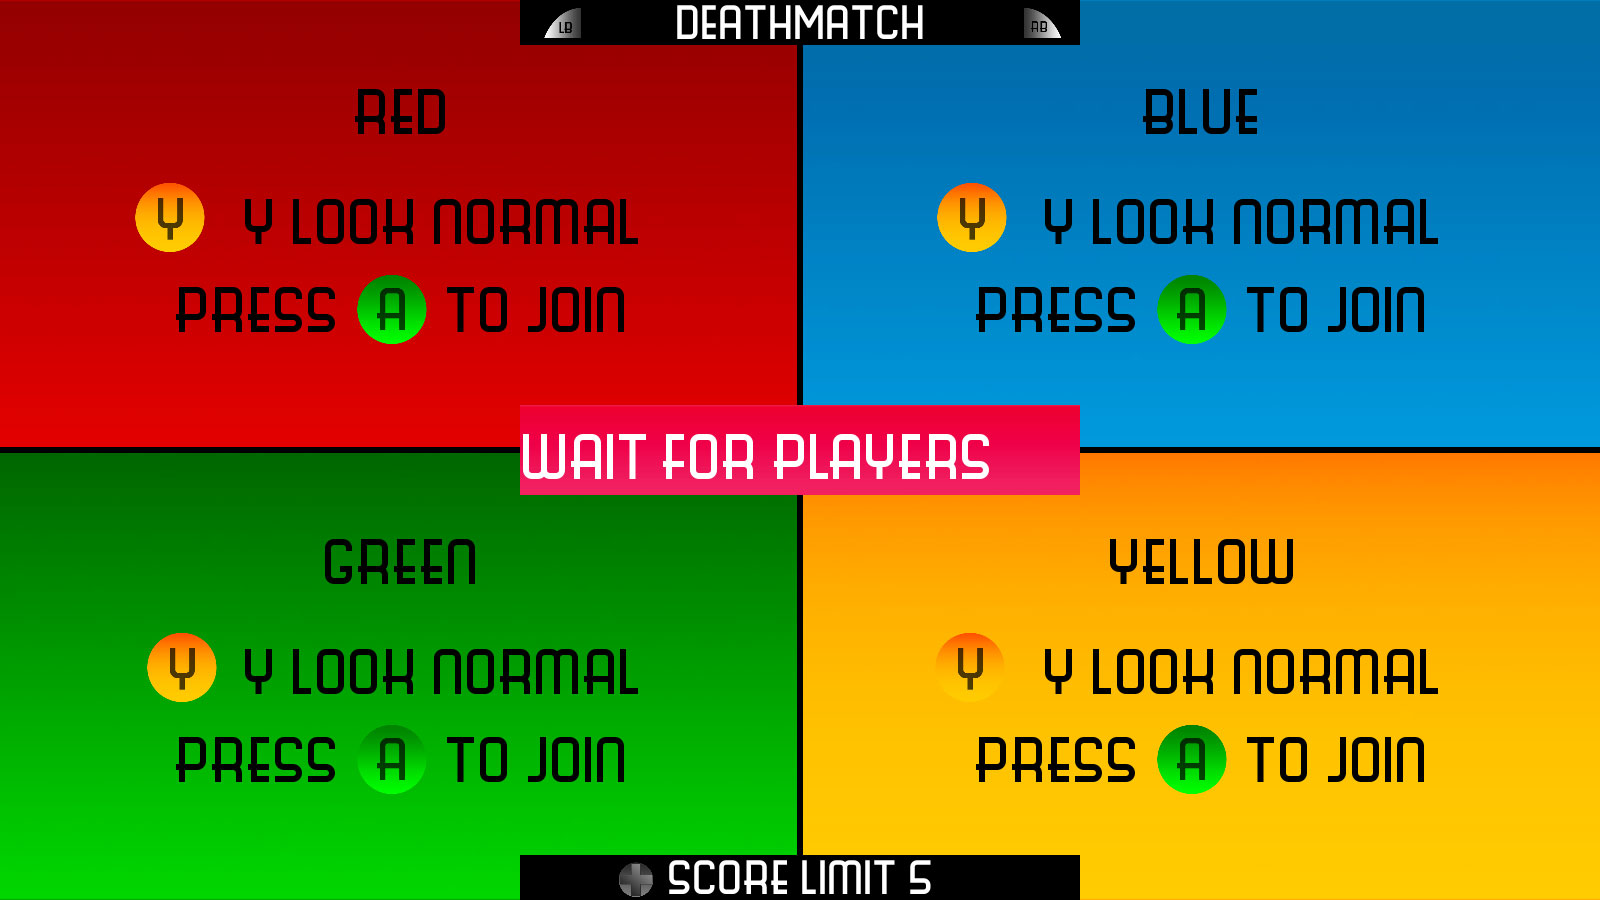 LB DEATHMATCH RB
RED
Y Y LOOK NORMAL
PRESS A TO JOIN
BLUE
Y Y LOOK NORMAL
PRESS A TO JOIN
WAIT FOR PLAYERS
GREEN
Y Y LOOK NORMAL
PRESS A TO JOIN
YELLOW
Y Y LOOK NORMAL
PRESS A TO JOIN
SCORE LIMIT 5